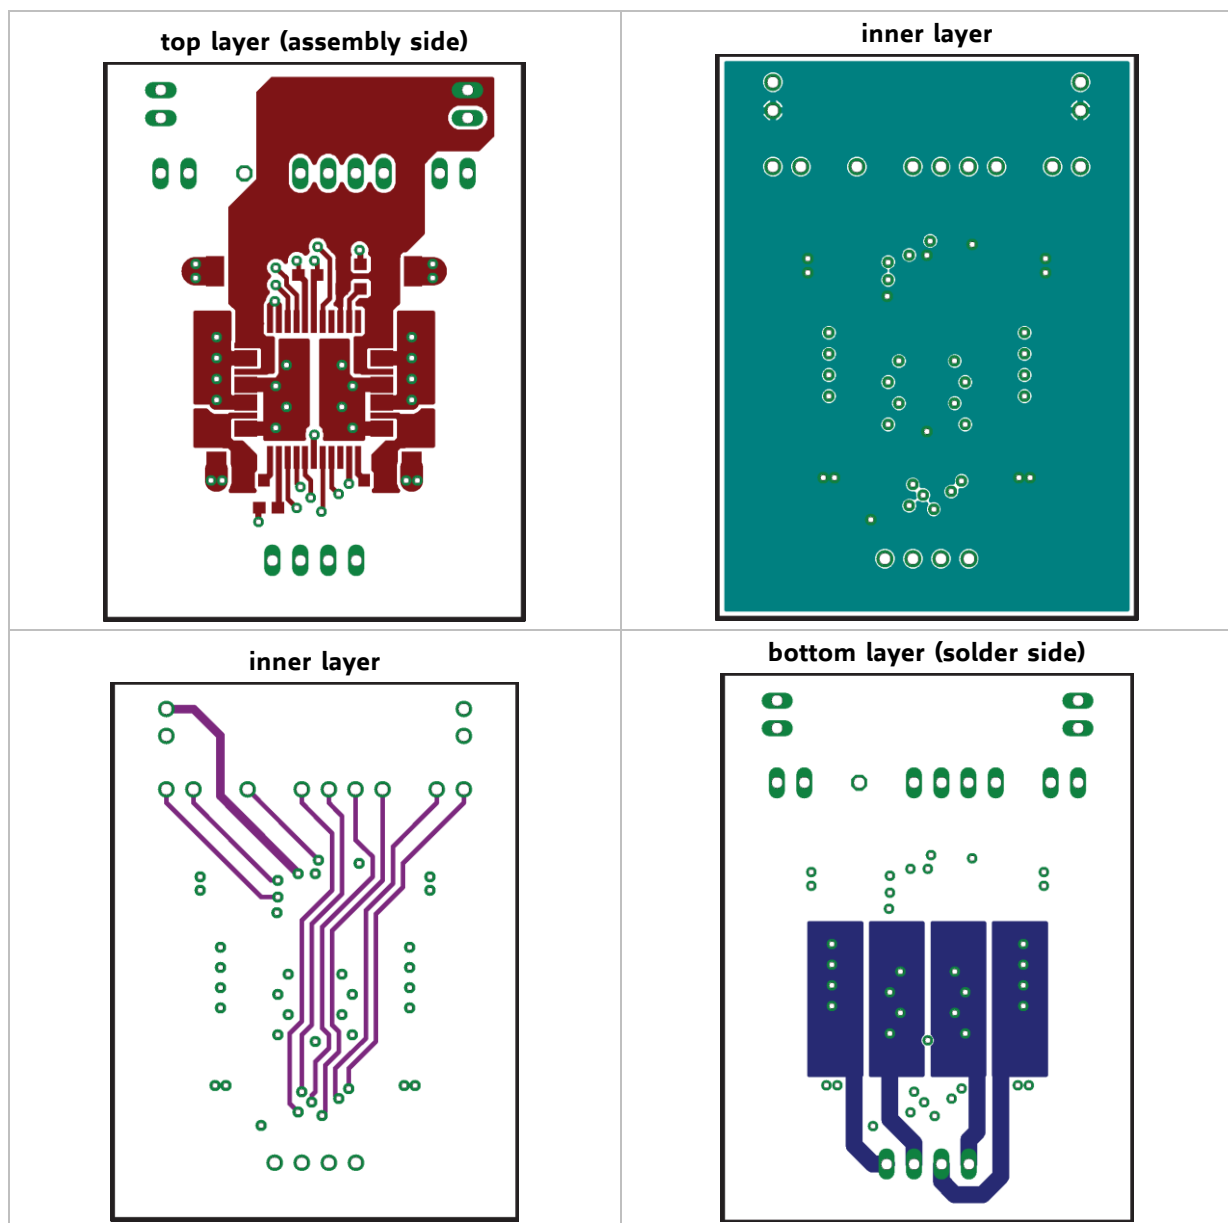 top layer (assembly side)
inner layer
inner layer
bottom layer (solder side)